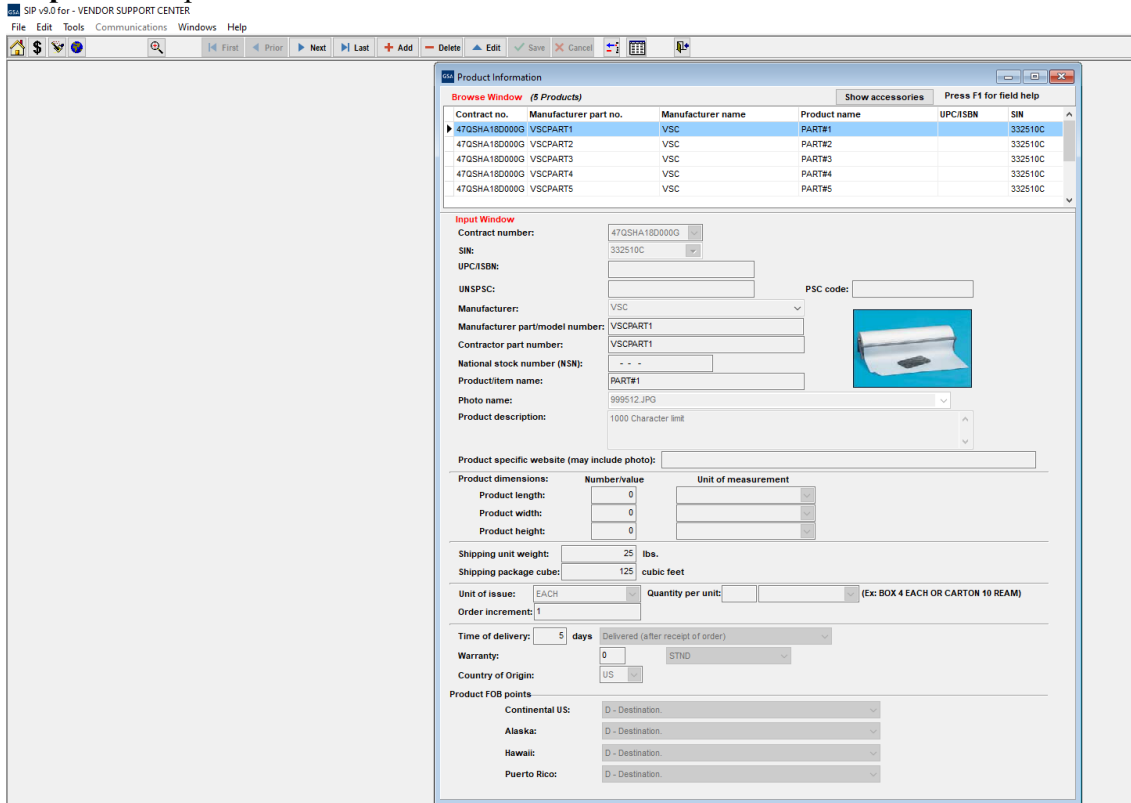 GSA SIP v9.0 for - VENDOR SUPPORT CENTER
File Edit Tools Communications Windows Help
$ First Prior Next Last Add Delete Edit Save Cancel
GSA Product Information
Browse Window (5 Products) Show accessories Press F1 for field help
Contract no. Manufacturer part no. Manufacturer name Product name UPC/ISBN SIN
47QSHA18D000G VSCPART1 VSC PART#1 332510C
47QSHA18D000G VSCPART2 VSC PART#2 332510C
47QSHA18D000G VSCPART3 VSC PART#3 332510C
47QSHA18D000G VSCPART4 VSC PART#4 332510C
47QSHA18D000G VSCPART5 VSC PART#5 332510C
Input Window
Contract number: 47QSHA18D000G
SIN: 332510C
UPC/ISBN:
UNSPSC: PSC code:
Manufacturer: VSC
Manufacturer part/model number: VSCPART1
Contractor part number: VSCPART1
National stock number (NSN): - - -
Product/item name: PART#1
Photo name: 999512.JPG
Product description: 1000 Character limit
Product specific website (may include photo):
Product dimensions: Number/value Unit of measurement
Product length: 0
Product width: 0
Product height: 0
Shipping unit weight: 25 lbs.
Shipping package cube: 125 cubic feet
Unit of issue: EACH Quantity per unit: (Ex: BOX 4 EACH OR CARTON 10 REAM)
Order increment: 1
Time of delivery: 5 days Delivered (after receipt of order)
Warranty: 0 STND
Country of Origin: US
Product FOB points
Continental US: D - Destination.
Alaska: D - Destination.
Hawaii: D - Destination.
Puerto Rico: D - Destination.